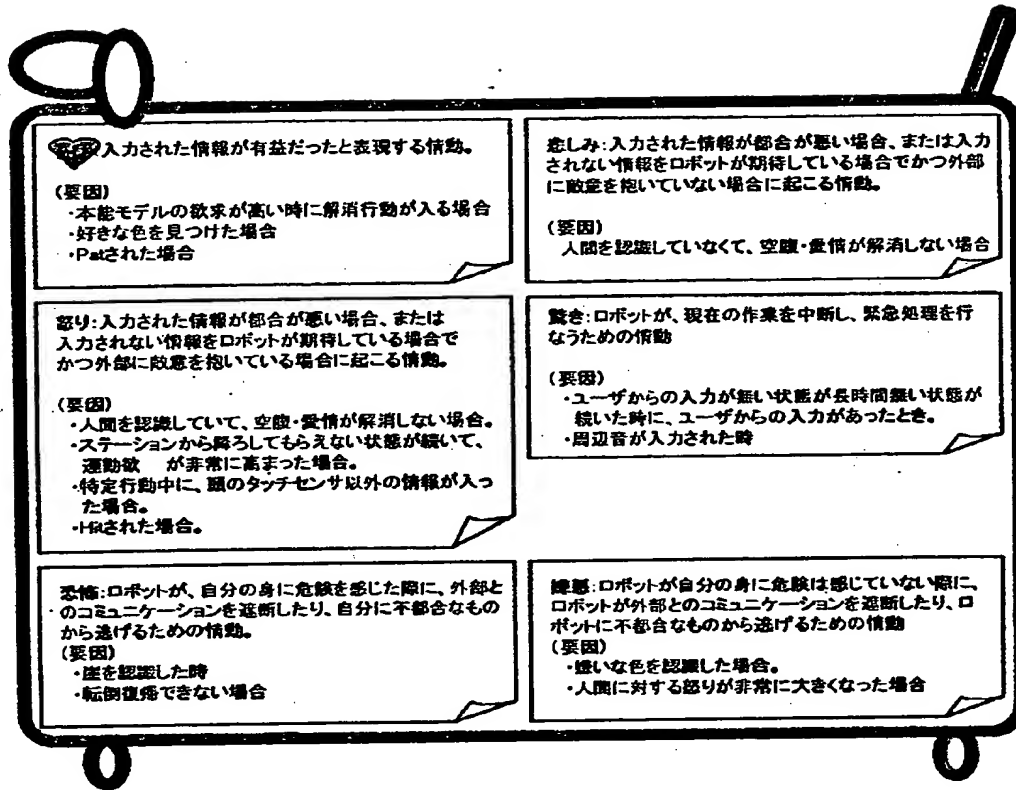 入力された情報が有益だったと表現する情動。
(要因)
・本能モデルの欲求が高い時に解消行動が入る場合
・好きな色を見つけた場合
・Patされた場合
悲しみ:入力された情報が都合が悪い場合、または入力
されない情報をロボットが期待している場合でかつ外部
に敵意を抱いていない場合に起こる情動。
(要因)
人間を認識していなくて、空腹・愛情が解消しない場合
怒り:入力された情報が都合が悪い場合、または
入力されない情報をロボットが期待している場合で
かつ外部に敵意を抱いている場合に起こる情動。
(要因)
・人間を認識していて、空腹・愛情が解消しない場合。
・ステーションから降ろしてもらえない状態が続いて、
運動欲 が非常に高まった場合。
・特定行動中に、頭のタッチセンサ以外の情報が入っ
た場合。
・Hitされた場合。
驚き:ロボットが、現在の作業を中断し、緊急処理を行
なうための情動
(要因)
・ユーザからの入力が無い状態が長時間無い状態が
続いた時に、ユーザからの入力があったとき。
・周辺音が入力された時
恐怖:ロボットが、自分の身に危険を感じた際に、外部と
のコミュニケーションを遮断したり、自分に不都合なもの
から逃げるための情動。
(要因)
・崖を認識した時
・転倒復帰できない場合
嫌悪:ロボットが自分の身に危険は感じていない際に、
ロボットが外部とのコミュニケーションを遮断したり、ロ
ボットに不都合なものから逃げるための情動
(要因)
・嫌いな色を認識した場合。
・人間に対する怒りが非常に大きくなった場合